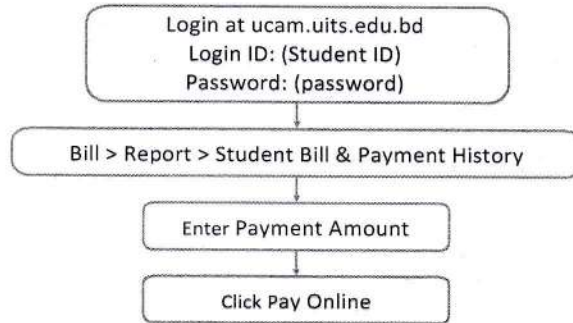 Login at ucam.uits.edu.bd
Login ID: (Student ID)
Password: (password)
Bill > Report > Student Bill & Payment History
Enter Payment Amount
Click Pay Online